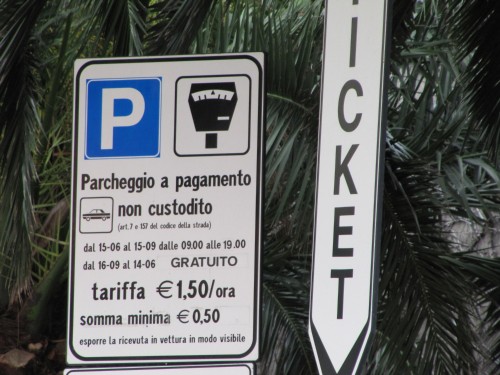 P
Parcheggio a pagamento
non custodito
(art.7 e 157 del codice della strada)
dal 15-06 al 15-09 dalle 09.00 alle 19.00
dal 16-09 al 14-06 GRATUITO
tariffa €1,50/ora
somma minima €0,50
esporre la ricevuta in vettura in modo visibile
TICKET